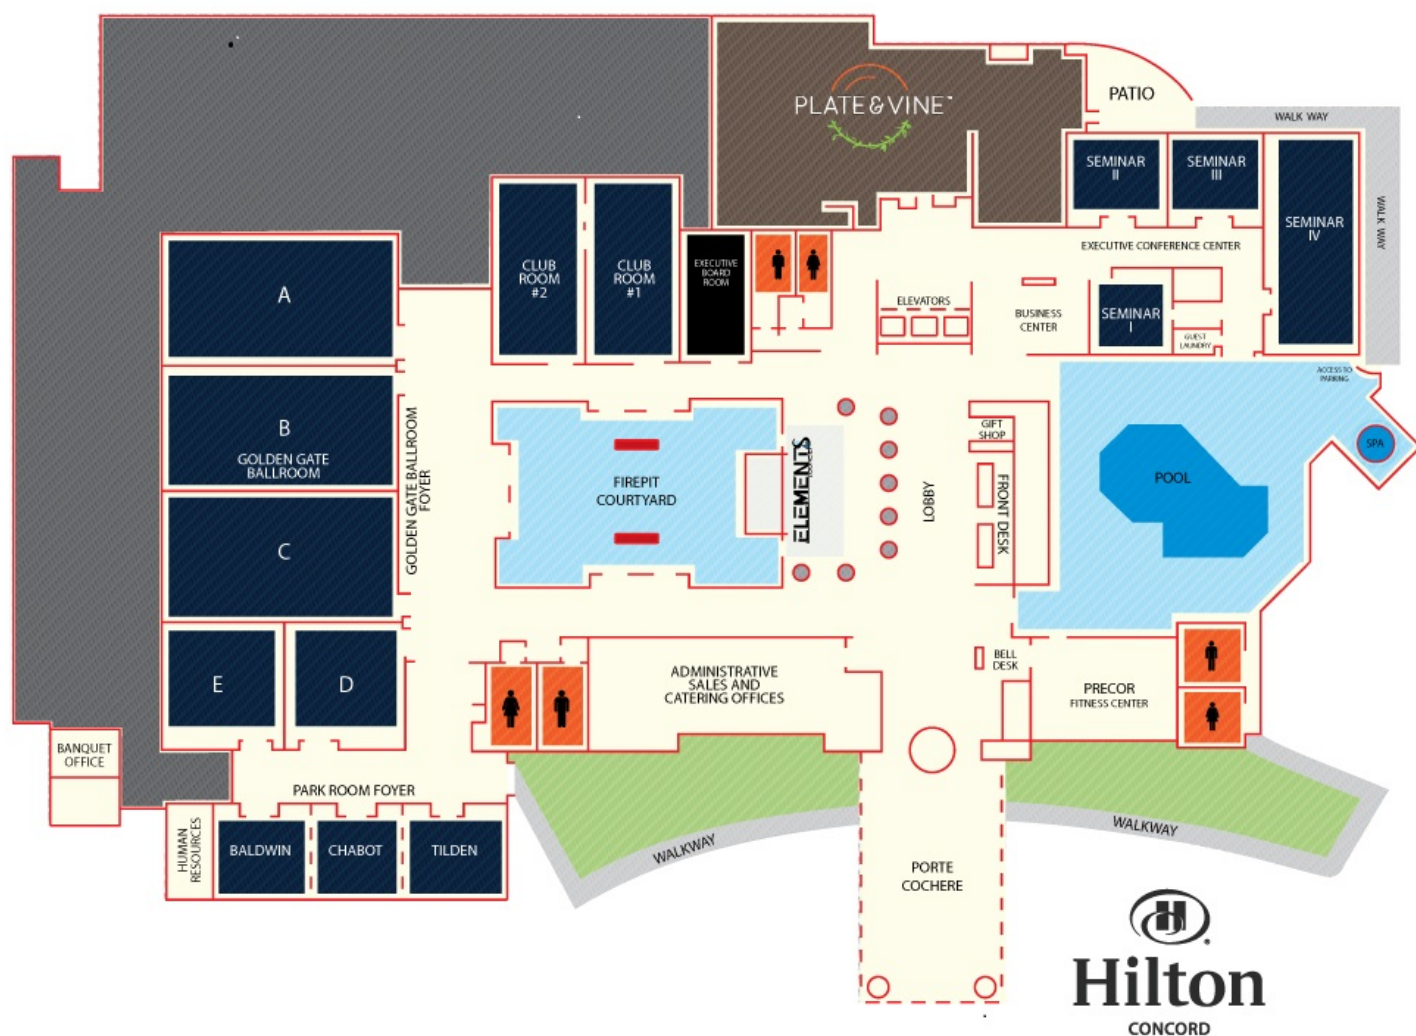 PLATE & VINE™
PATIO
WALK WAY
WALK WAY
SEMINAR
II
SEMINAR
III
SEMINAR
IV
EXECUTIVE CONFERENCE CENTER
A
CLUB
ROOM
#2
CLUB
ROOM
#1
EXECUTIVE
BOARD
ROOM
ELEVATORS
BUSINESS
CENTER
SEMINAR
I
GUEST
LAUNDRY
ACCESS TO
PARKING
B
GOLDEN GATE
BALLROOM
GOLDEN GATE BALLROOM
FOYER
FIREPIT
COURTYARD
ELEMENTS
LOBBY
GIFT
SHOP
FRONT DESK
POOL
SPA
C
E
D
ADMINISTRATIVE
SALES AND
CATERING OFFICES
BELL
DESK
PRECOR
FITNESS CENTER
BANQUET
OFFICE
PARK ROOM FOYER
HUMAN
RESOURCES
BALDWIN
CHABOT
TILDEN
WALKWAY
WALKWAY
PORTE
COCHERE
H
Hilton
CONCORD